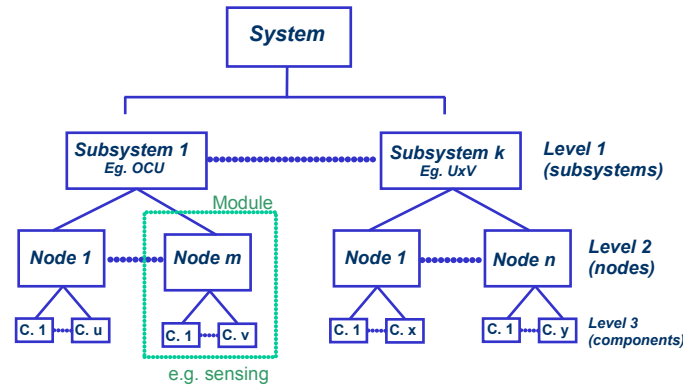 System
Subsystem 1
Eg. OCU
Subsystem k
Eg. UxV
Level 1
(subsystems)
Module
Node 1
Node m
Node 1
Node n
Level 2
(nodes)
C. 1
C. u
C. 1
C. v
C. 1
C. x
C. 1
C. y
Level 3
(components)
e.g. sensing